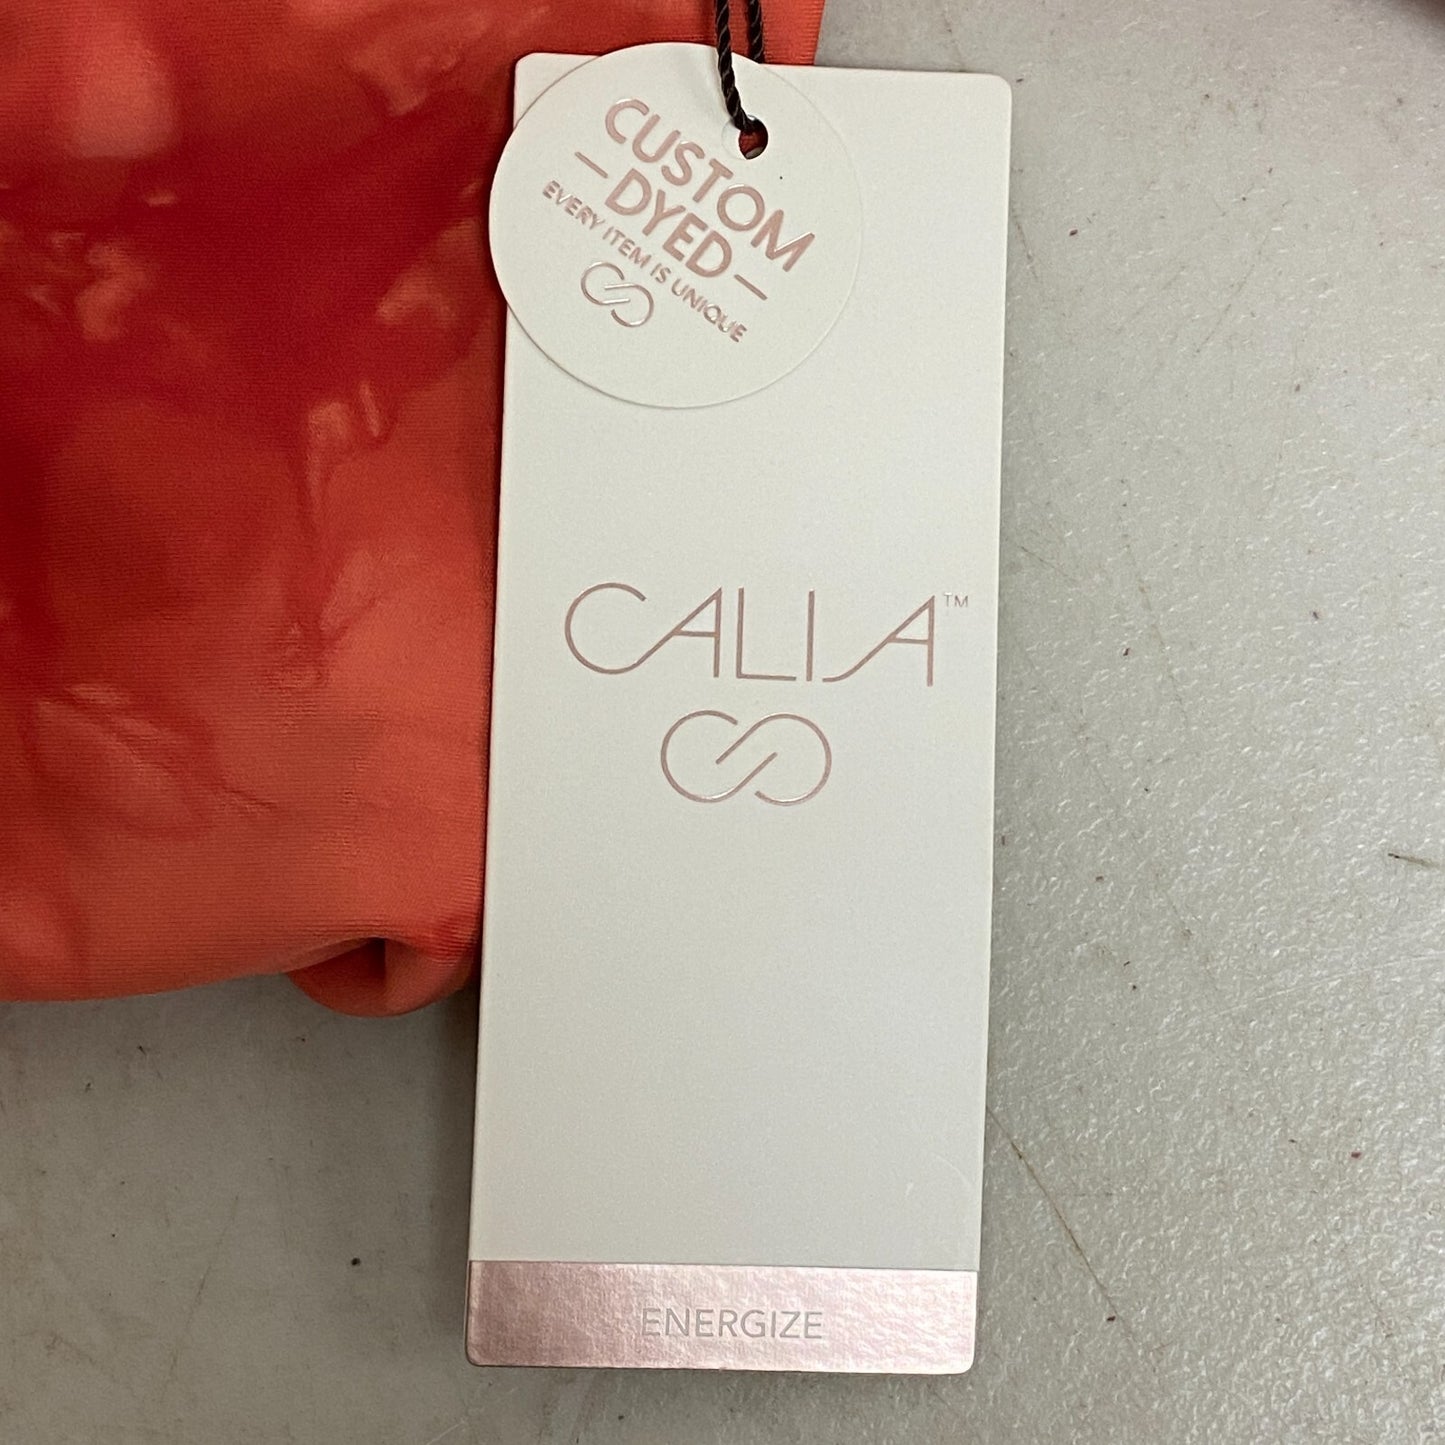 CUSTOM
—DYED—
EVERY ITEM IS UNIQUE
CALIA™
ENERGIZE